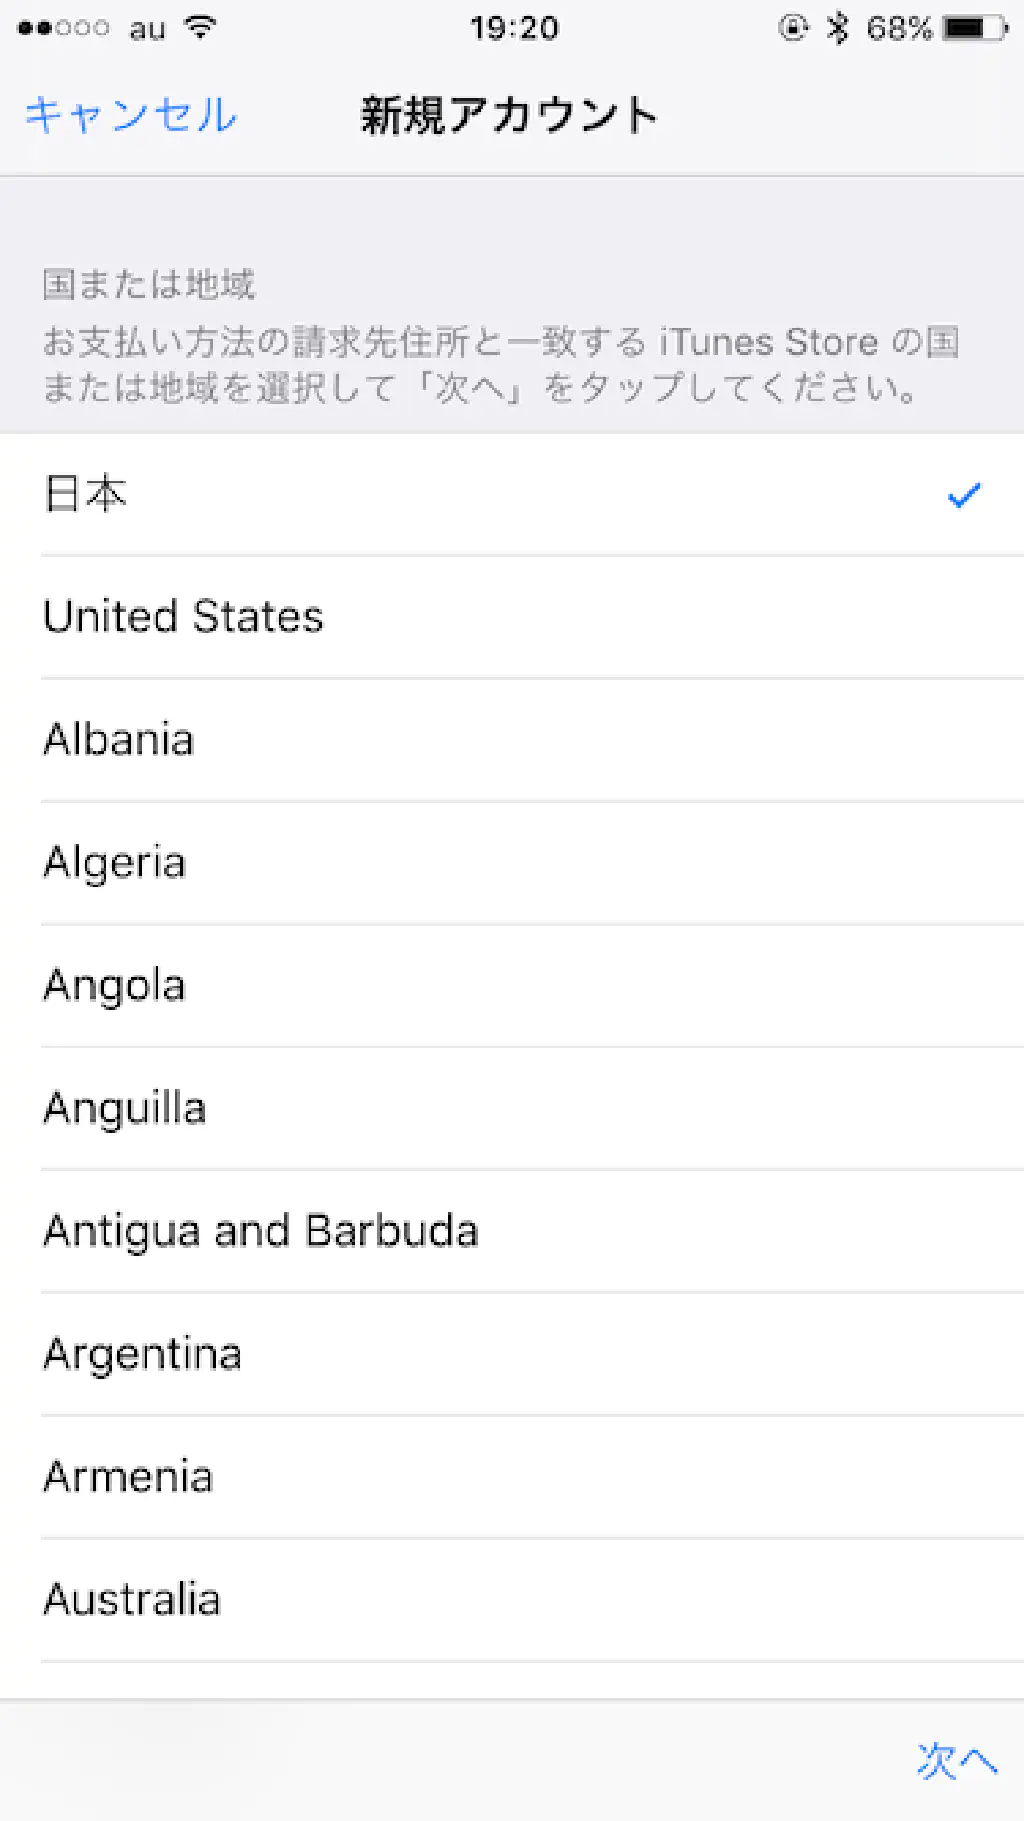 au 19:20 68%
キャンセル 新規アカウント
国または地域
お支払い方法の請求先住所と一致する iTunes Store の国
または地域を選択して「次へ」をタップしてください。
日本
United States
Albania
Algeria
Angola
Anguilla
Antigua and Barbuda
Argentina
Armenia
Australia
次へ